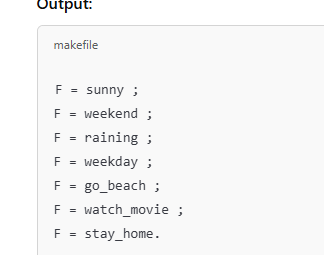 Output:
makefile
F = sunny ;
F = weekend ;
F = raining ;
F = weekday ;
F = go_beach ;
F = watch_movie ;
F = stay_home.